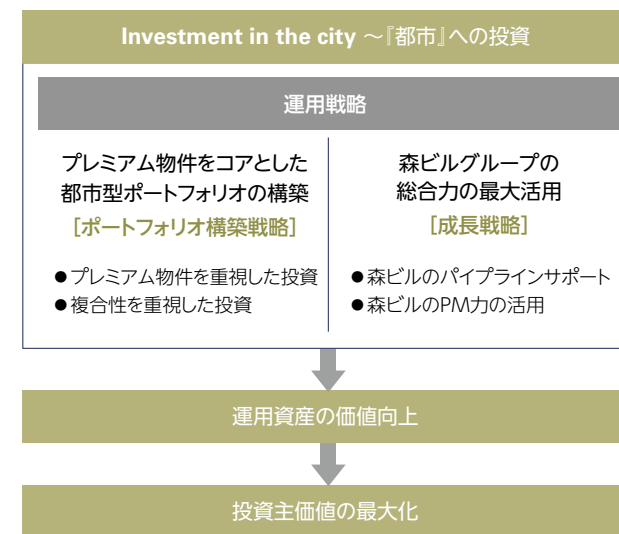 Investment in the city ～『都市』への投資
運用戦略
プレミアム物件をコアとした
都市型ポートフォリオの構築
［ポートフォリオ構築戦略］
●プレミアム物件を重視した投資
●複合性を重視した投資
森ビルグループの
総合力の最大活用
［成長戦略］
●森ビルのパイプラインサポート
●森ビルのPM力の活用
運用資産の価値向上
投資主価値の最大化